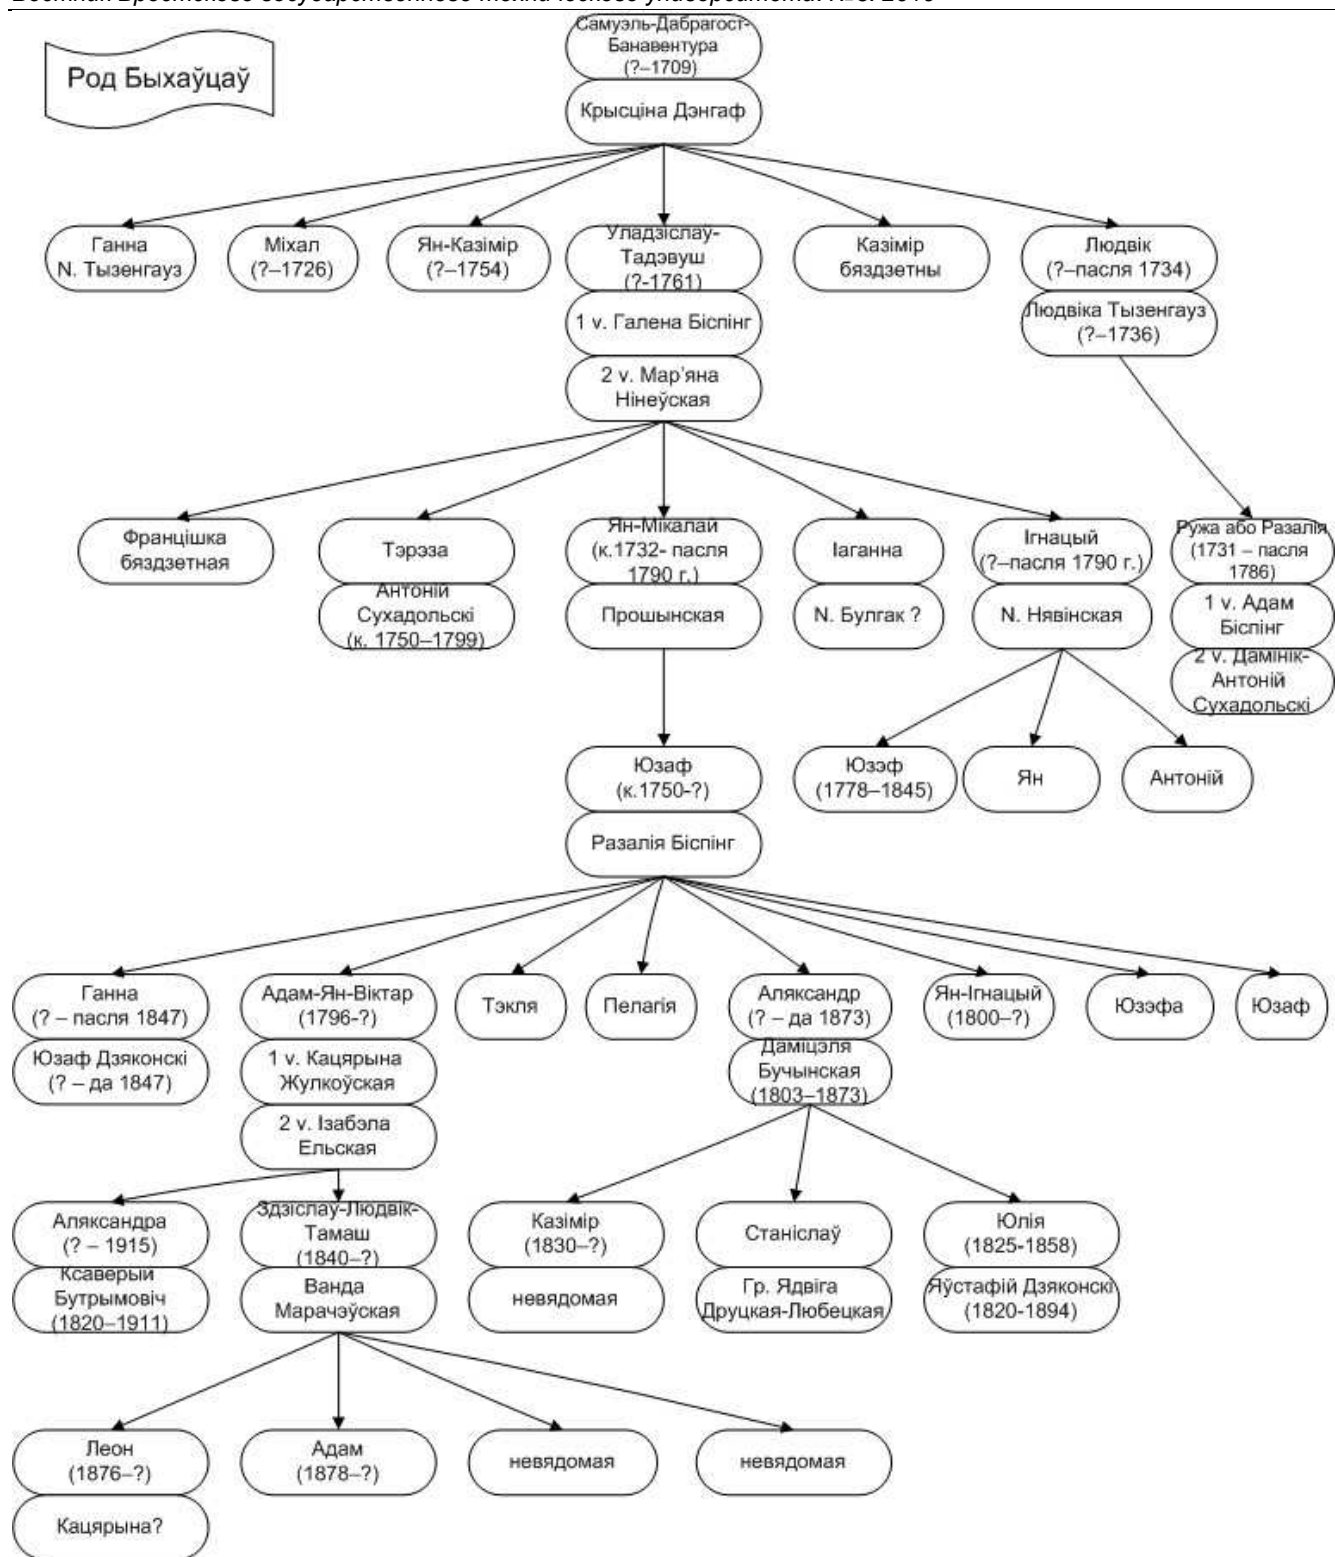 Род Быхаўцаў
Самуэль-Дабрагост-
Банавентура
(?–1709)
Крысціна Дэнгаф
Ганна
N. Тызенгауз
Міхал
(?–1726)
Ян-Казімір
(?–1754)
Уладзіслаў-
Тадэвуш
(?-1761)
1 v. Галена Біспінг
2 v. Мар’яна
Нінеўская
Казімір
бяздзетны
Людвік
(?–пасля 1734)
Людвіка Тызенгауз
(?–1736)
Францішка
бяздзетная
Тэрэза
Антоній
Сухадольскі
(к. 1750–1799)
Ян-Мікалай
(к.1732- пасля
1790 г.)
Прошынская
Іаганна
N. Булгак ?
Ігнацый
(?–пасля 1790 г.)
N. Нявінская
Ружа або Разалія
(1731 – пасля
1786)
1 v. Адам
Біспінг
2 v. Дамінік-
Антоній
Сухадольскі
Юзаф
(к.1750-?)
Разалія Біспінг
Юзэф
(1778–1845)
Ян
Антоній
Ганна
(? – пасля 1847)
Юзаф Дзяконскі
(? – да 1847)
Адам-Ян-Віктар
(1796-?)
1 v. Кацярына
Жулкоўская
2 v. Ізабэла
Ельская
Тэкля
Пелагія
Аляксандр
(? – да 1873)
Даміцэля
Бучынская
(1803–1873)
Ян-Ігнацый
(1800–?)
Юзэфа
Юзаф
Аляксандра
(? – 1915)
Ксаверый
Бутрымовіч
(1820–1911)
Здзіслаў-Людвік-
Тамаш
(1840–?)
Ванда
Марачэўская
Казімір
(1830–?)
невядомая
Станіслаў
Гр. Ядвіга
Друцкая-Любецкая
Юлія
(1825-1858)
Яўстафій Дзяконскі
(1820-1894)
Леон
(1876–?)
Кацярына?
Адам
(1878–?)
невядомая
невядомая